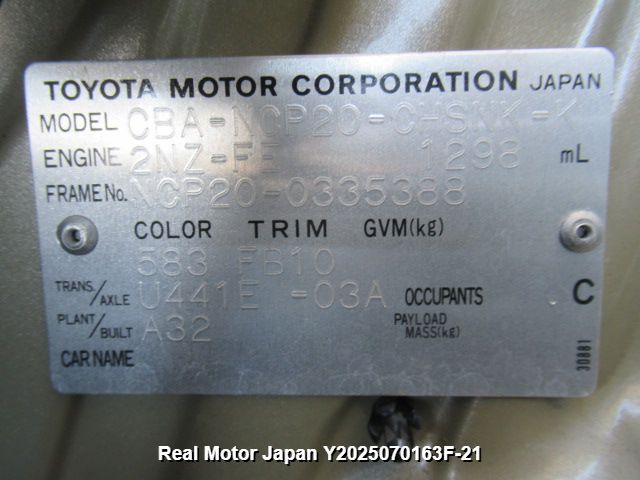 TOYOTA MOTOR CORPORATION JAPAN
MODEL CBA-NCP20-CHSNK-K
ENGINE 2NZ-FE 1298 mL
FRAME No. NCP20-0335388
COLOR TRIM GVM(kg)
583 FB10
TRANS./AXLE U441E -03A OCCUPANTS C
PLANT/BUILT A32 PAYLOAD MASS(kg)
CAR NAME
30881
Real Motor Japan Y2025070163F-21